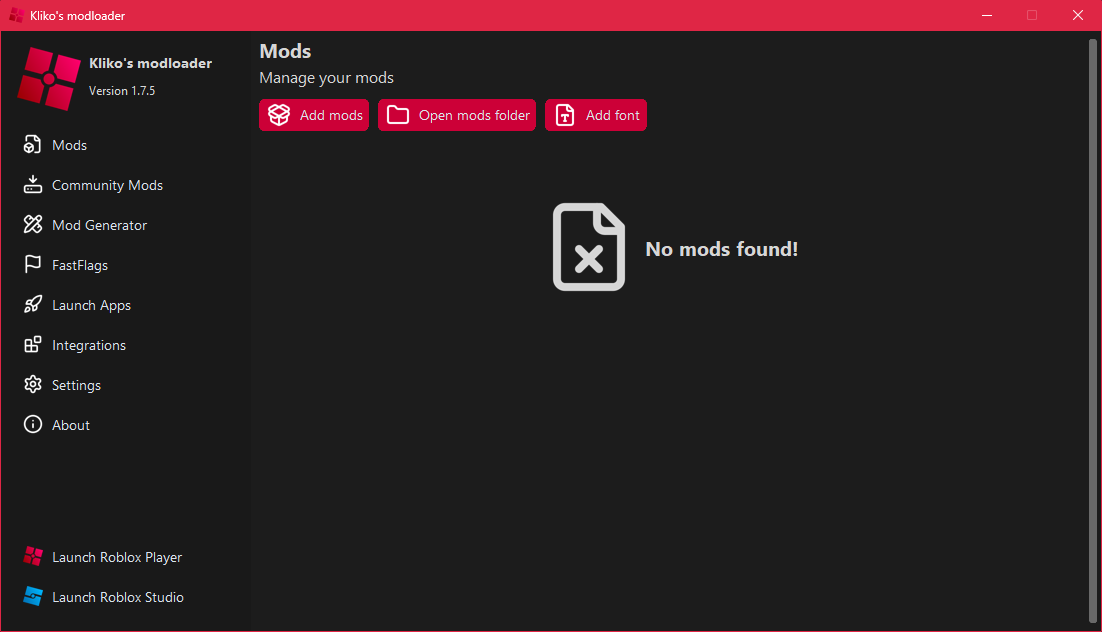 Kliko's modloader
Kliko's modloader
Version 1.7.5
Mods
Community Mods
Mod Generator
FastFlags
Launch Apps
Integrations
Settings
About
Launch Roblox Player
Launch Roblox Studio
Mods
Manage your mods
Add mods
Open mods folder
Add font
No mods found!